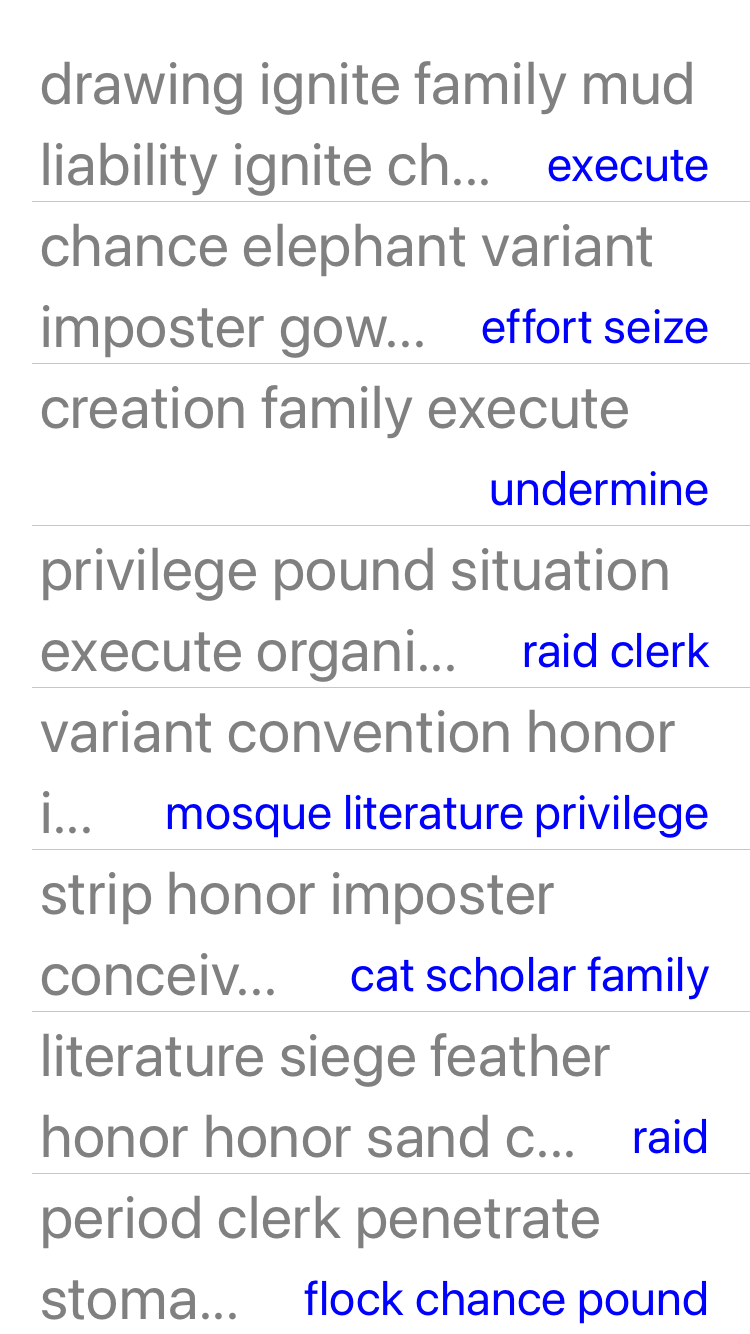 drawing ignite family mud
liability ignite ch... execute
chance elephant variant
imposter gow... effort seize
creation family execute
undermine
privilege pound situation
execute organi... raid clerk
variant convention honor
i... mosque literature privilege
strip honor imposter
conceiv... cat scholar family
literature siege feather
honor honor sand c... raid
period clerk penetrate
stoma... flock chance pound